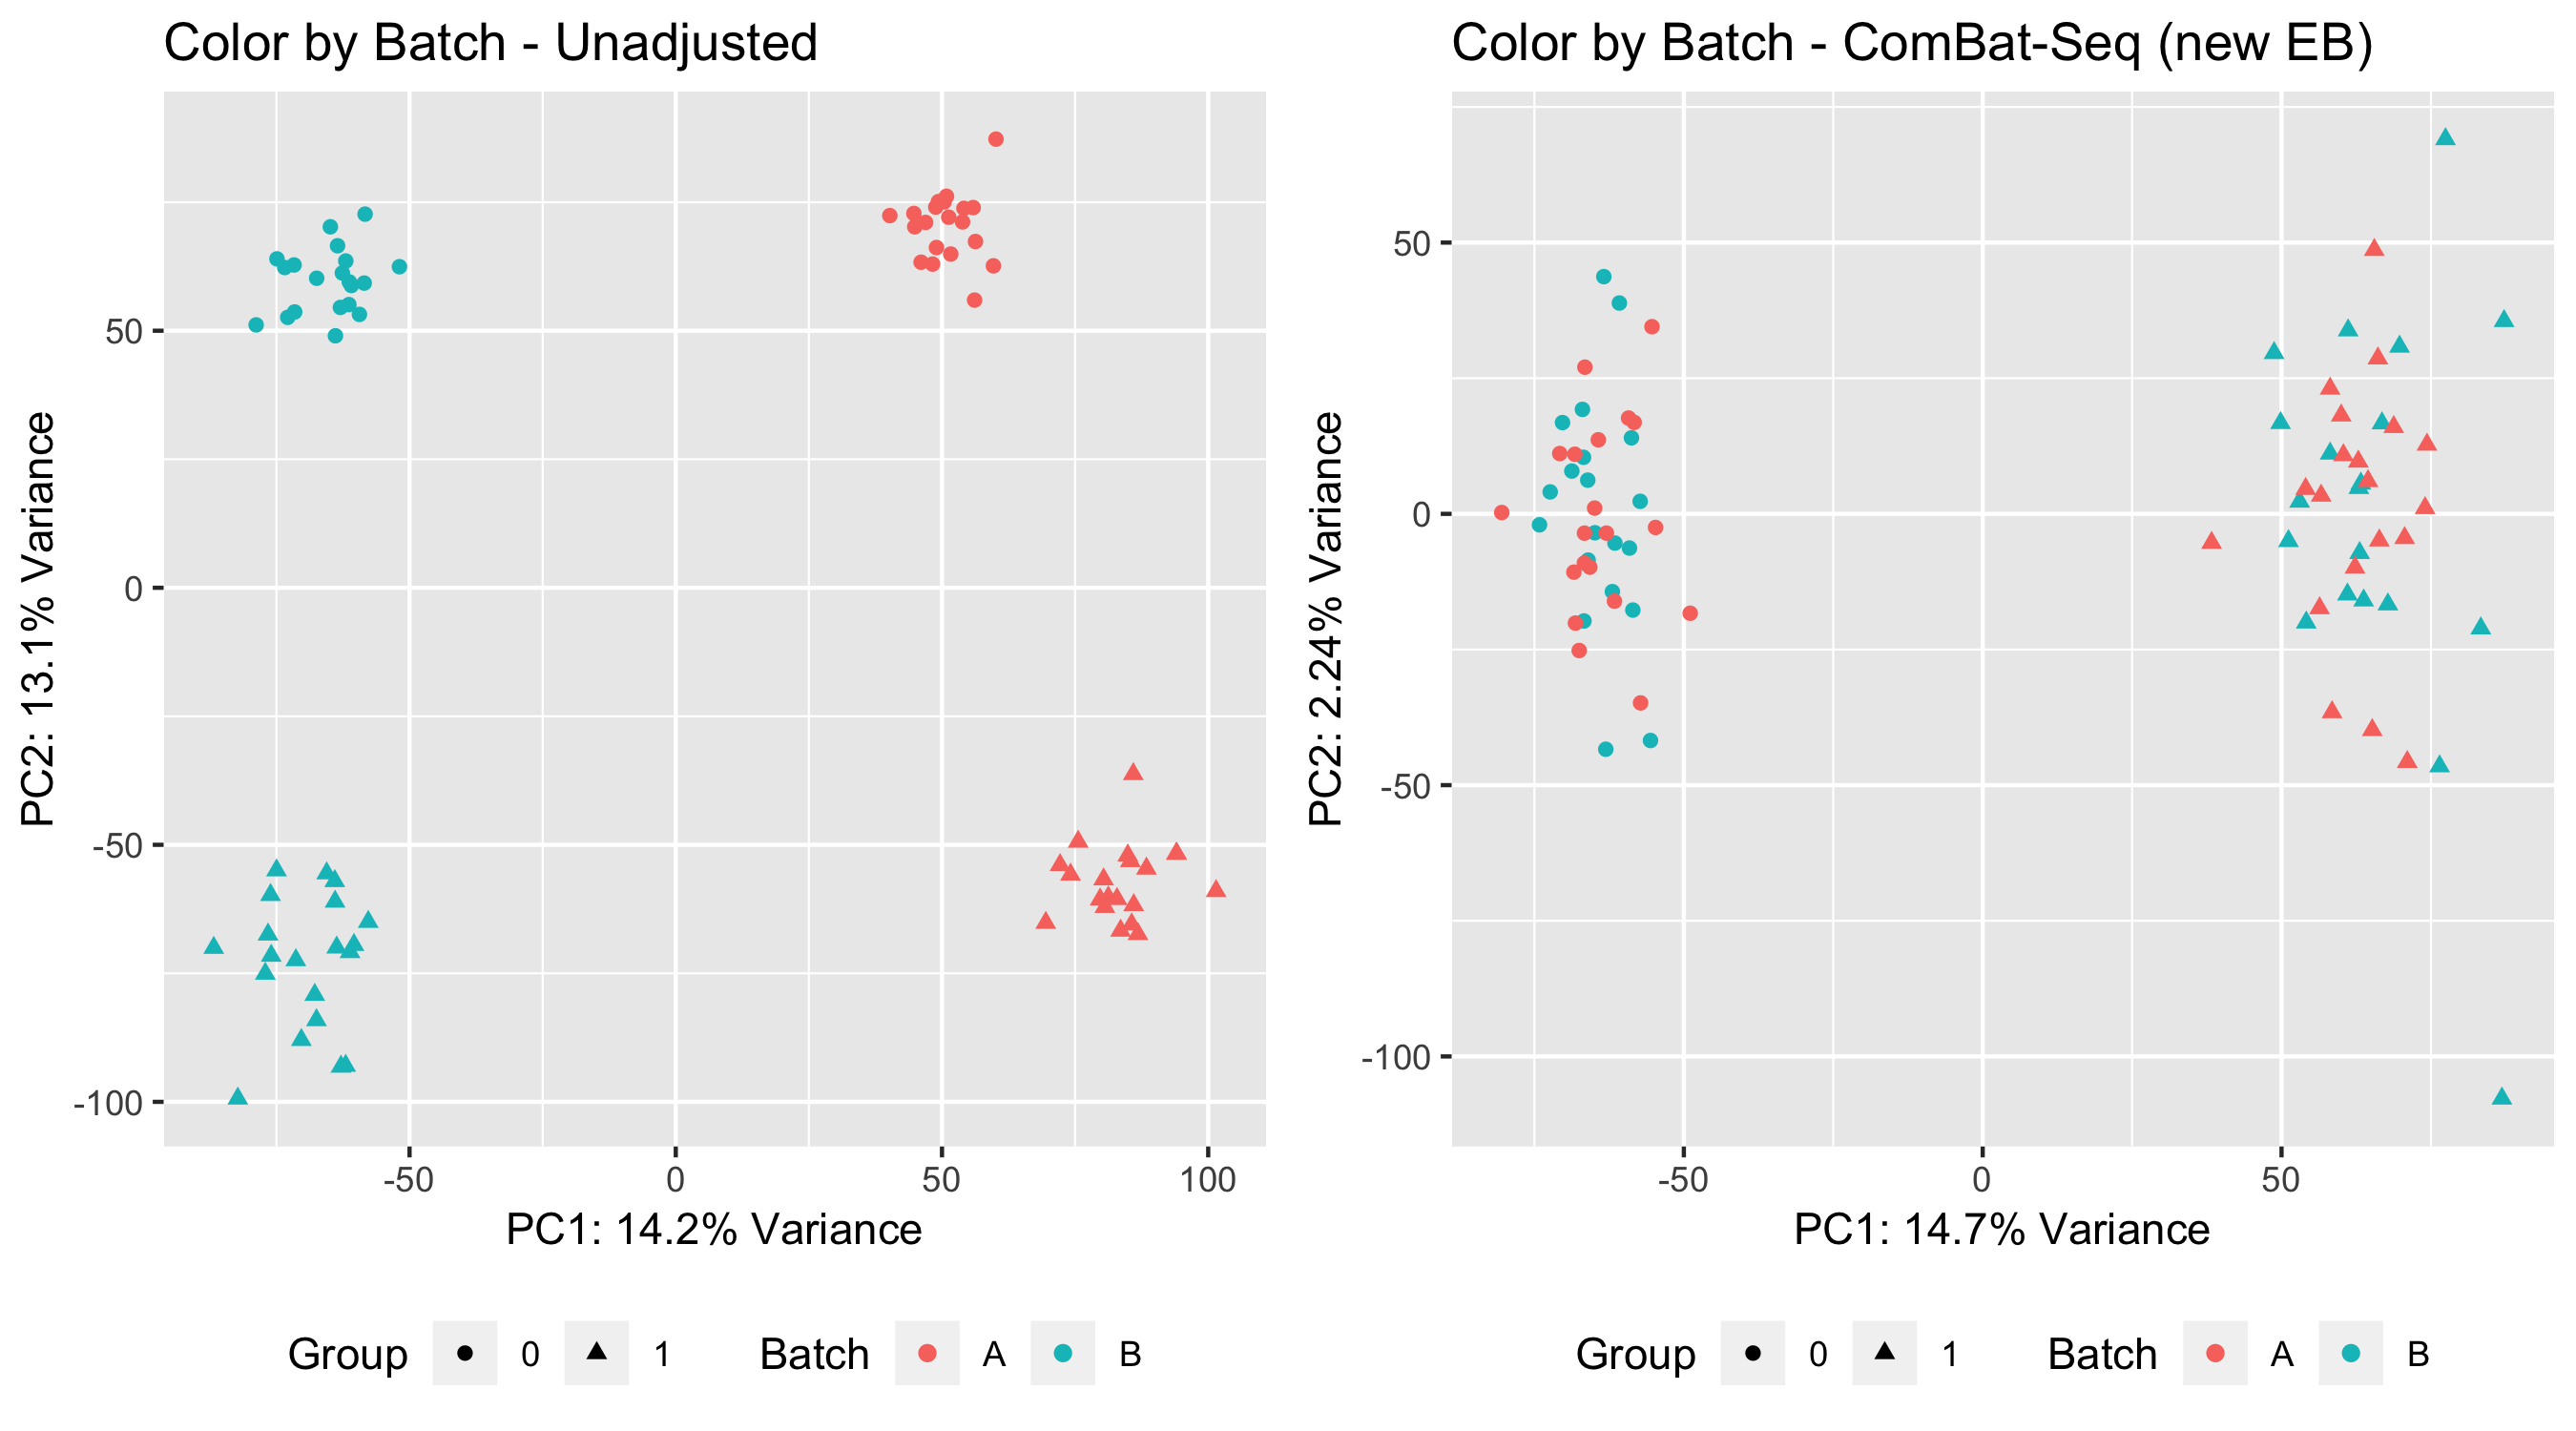 Color by Batch - Unadjusted
PC2: 13.1% Variance
50
0
-50
-100
-50 0 50 100
PC1: 14.2% Variance
Group 0 1 Batch A B
Color by Batch - ComBat-Seq (new EB)
PC2: 2.24% Variance
50
0
-50
-100
-50 0 50
PC1: 14.7% Variance
Group 0 1 Batch A B